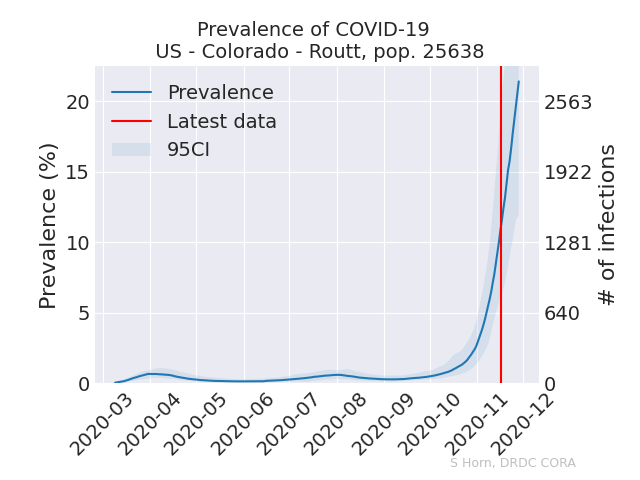 Prevalence of COVID-19
US - Colorado - Routt, pop. 25638
Prevalence
Latest data
95CI
Prevalence (%)
20
15
10
5
0
2563
1922
1281
640
0
# of infections
2020-03
2020-04
2020-05
2020-06
2020-07
2020-08
2020-09
2020-10
2020-11
2020-12
S Horn, DRDC CORA